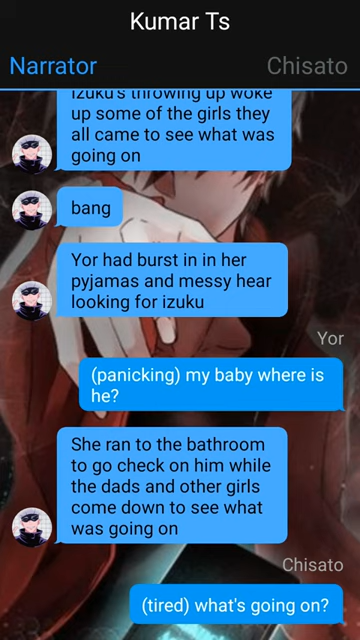 Kumar Ts
Narrator
Chisato
Izuku's throwing up woke
up some of the girls they
all came to see what was
going on
bang
Yor had burst in in her
pyjamas and messy hear
looking for izuku
Yor
(panicking) my baby where is
he?
She ran to the bathroom
to go check on him while
the dads and other girls
come down to see what
was going on
Chisato
(tired) what's going on?